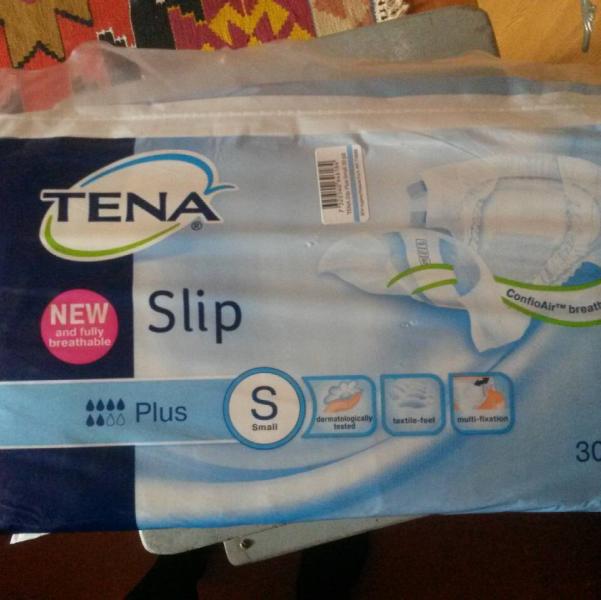 TENA®
NEW
and fully
breathable
Slip
ConfioAir™ breath
Plus
S
Small
dermatologically
tested
textile-feel
multi-fixation
30